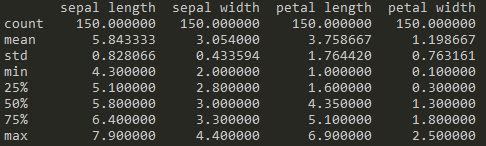 sepal length sepal width petal length petal width
count 150.000000 150.000000 150.000000 150.000000
mean 5.843333 3.054000 3.758667 1.198667
std 0.828066 0.433594 1.764420 0.763161
min 4.300000 2.000000 1.000000 0.100000
25% 5.100000 2.800000 1.600000 0.300000
50% 5.800000 3.000000 4.350000 1.300000
75% 6.400000 3.300000 5.100000 1.800000
max 7.900000 4.400000 6.900000 2.500000